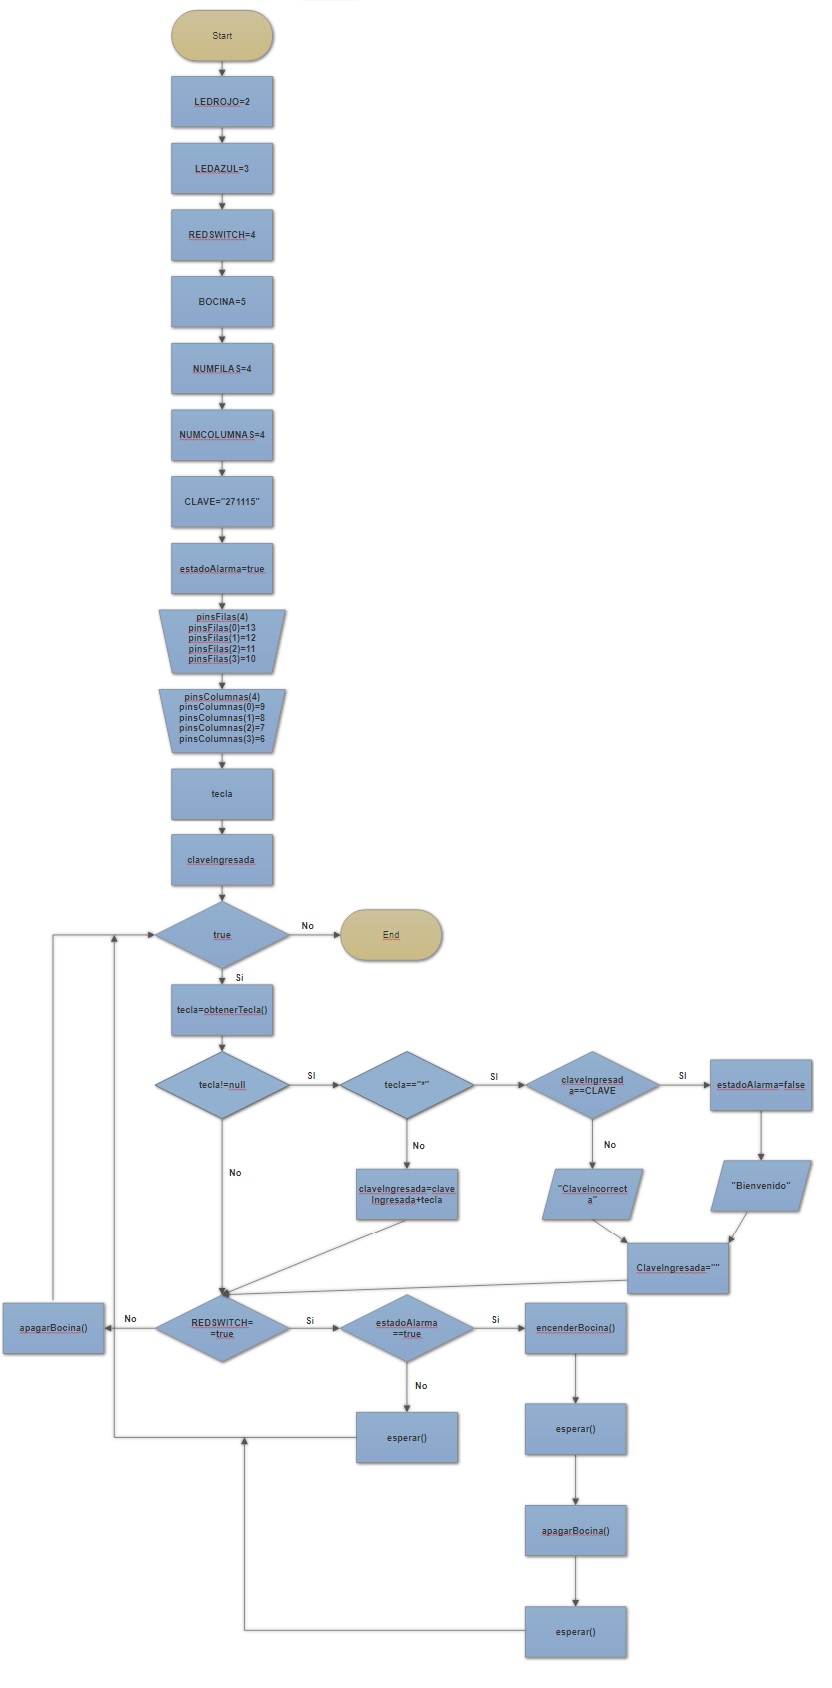 Start
LEDROJO=2
LEDAZUL=3
REDSWITCH=4
BOCINA=5
NUMFILAS=4
NUMCOLUMNAS=4
CLAVE="271115"
estadoAlarma=true
pinsFilas(4)
pinsFilas(0)=13
pinsFilas(1)=12
pinsFilas(2)=11
pinsFilas(3)=10
pinsColumnas(4)
pinsColumnas(0)=9
pinsColumnas(1)=8
pinsColumnas(2)=7
pinsColumnas(3)=6
tecla
claveIngresada
true
No
End
Si
tecla=obtenerTecla()
tecla!=null
SI
tecla=="*"
SI
claveIngresad
a==CLAVE
SI
estadoAlarma=false
No
No
No
claveIngresada=clave
Ingresada+tecla
"ClaveIncorrect
a"
"Bienvenido"
ClaveIngresada=""
apagarBocina()
No
REDSWITCH=
=true
Si
estadoAlarma
==true
Si
encenderBocina()
No
esperar()
esperar()
apagarBocina()
esperar()